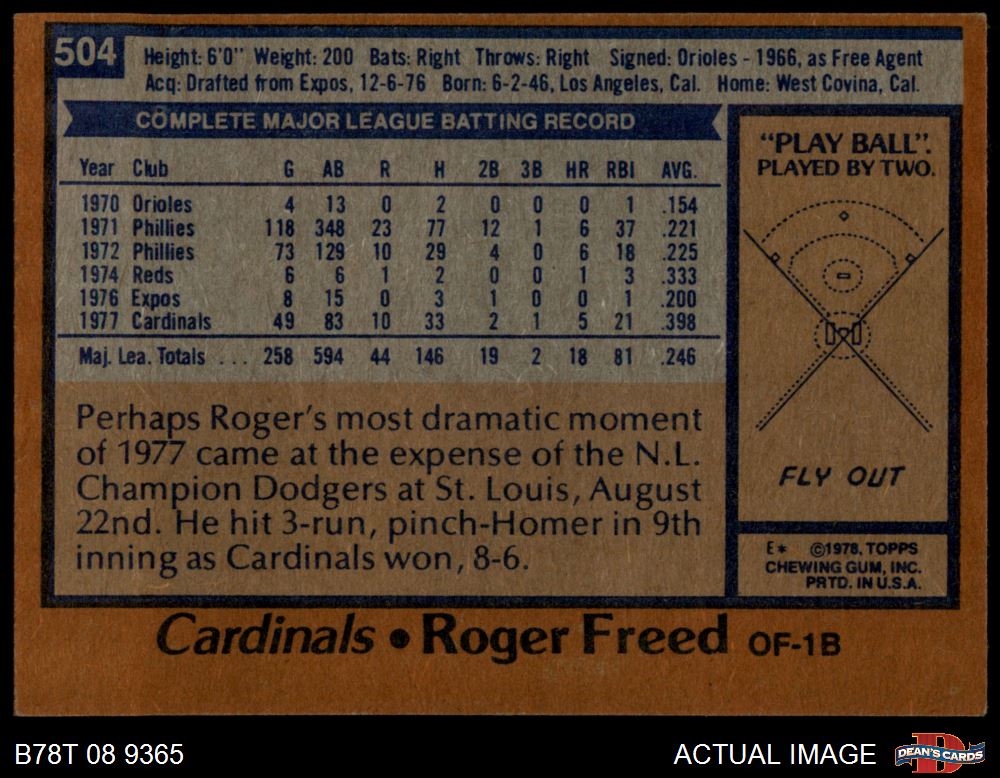 504
Height: 6'0" Weight: 200 Bats: Right Throws: Right Signed: Orioles - 1966, as Free Agent
Acq: Drafted from Expos, 12-6-76 Born: 6-2-46, Los Angeles, Cal. Home: West Covina, Cal.
COMPLETE MAJOR LEAGUE BATTING RECORD
Year Club G AB R H 2B 3B HR RBI AVG.
1970 Orioles 4 13 0 2 0 0 0 1 .154
1971 Phillies 118 348 23 77 12 1 6 37 .221
1972 Phillies 73 129 10 29 4 0 6 18 .225
1974 Reds 6 6 1 2 0 0 1 3 .333
1976 Expos 8 15 0 3 1 0 0 1 .200
1977 Cardinals 49 83 10 33 2 1 5 21 .398
Maj. Lea. Totals ... 258 594 44 146 19 2 18 81 .246
Perhaps Roger's most dramatic moment
of 1977 came at the expense of the N.L.
Champion Dodgers at St. Louis, August
22nd. He hit 3-run, pinch-Homer in 9th
inning as Cardinals won, 8-6.
"PLAY BALL".
PLAYED BY TWO.
FLY OUT
E* ©1978, TOPPS
CHEWING GUM, INC.
PRTD. IN U.S.A.
Cardinals • Roger Freed OF-1B
B78T 08 9365
ACTUAL IMAGE
D
DEAN'S CARDS